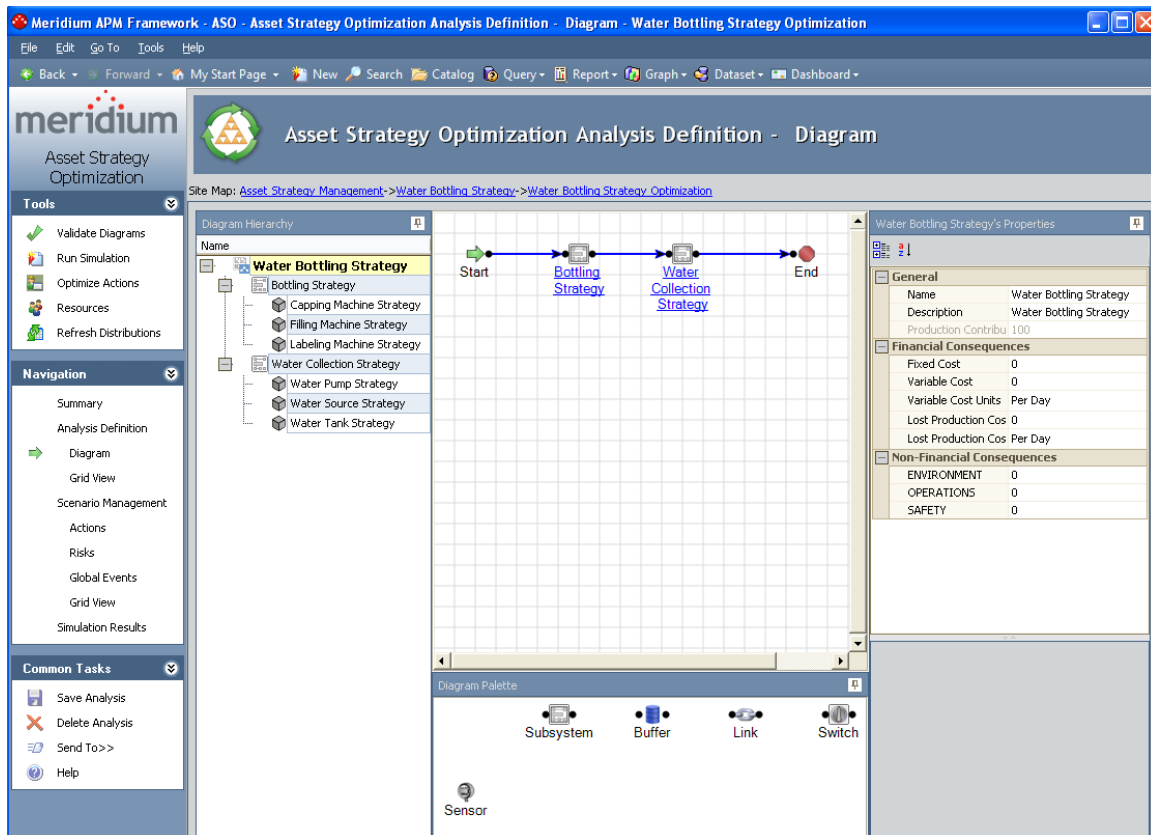 Meridium APM Framework - ASO - Asset Strategy Optimization Analysis Definition - Diagram - Water Bottling Strategy Optimization
File Edit Go To Tools Help
Back Forward My Start Page New Search Catalog Query Report Graph Dataset Dashboard
meridium
Asset Strategy
Optimization
Asset Strategy Optimization Analysis Definition - Diagram
Site Map: Asset Strategy Management->Water Bottling Strategy->Water Bottling Strategy Optimization
Tools
Validate Diagrams
Run Simulation
Optimize Actions
Resources
Refresh Distributions
Navigation
Summary
Analysis Definition
Diagram
Grid View
Scenario Management
Actions
Risks
Global Events
Grid View
Simulation Results
Common Tasks
Save Analysis
Delete Analysis
Send To>>
Help
Diagram Hierarchy
Name
Water Bottling Strategy
Bottling Strategy
Capping Machine Strategy
Filling Machine Strategy
Labeling Machine Strategy
Water Collection Strategy
Water Pump Strategy
Water Source Strategy
Water Tank Strategy
Start
Bottling
Strategy
Water
Collection
Strategy
End
Diagram Palette
Subsystem Buffer Link Switch
Sensor
Water Bottling Strategy's Properties
General
Name Water Bottling Strategy
Description Water Bottling Strategy
Production Contribu 100
Financial Consequences
Fixed Cost 0
Variable Cost 0
Variable Cost Units Per Day
Lost Production Cos 0
Lost Production Cos Per Day
Non-Financial Consequences
ENVIRONMENT 0
OPERATIONS 0
SAFETY 0